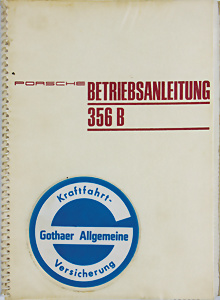 PORSCHE BETRIEBSANLEITUNG
356 B
Kraftfahrt-
Gothaer Allgemeine
Versicherung